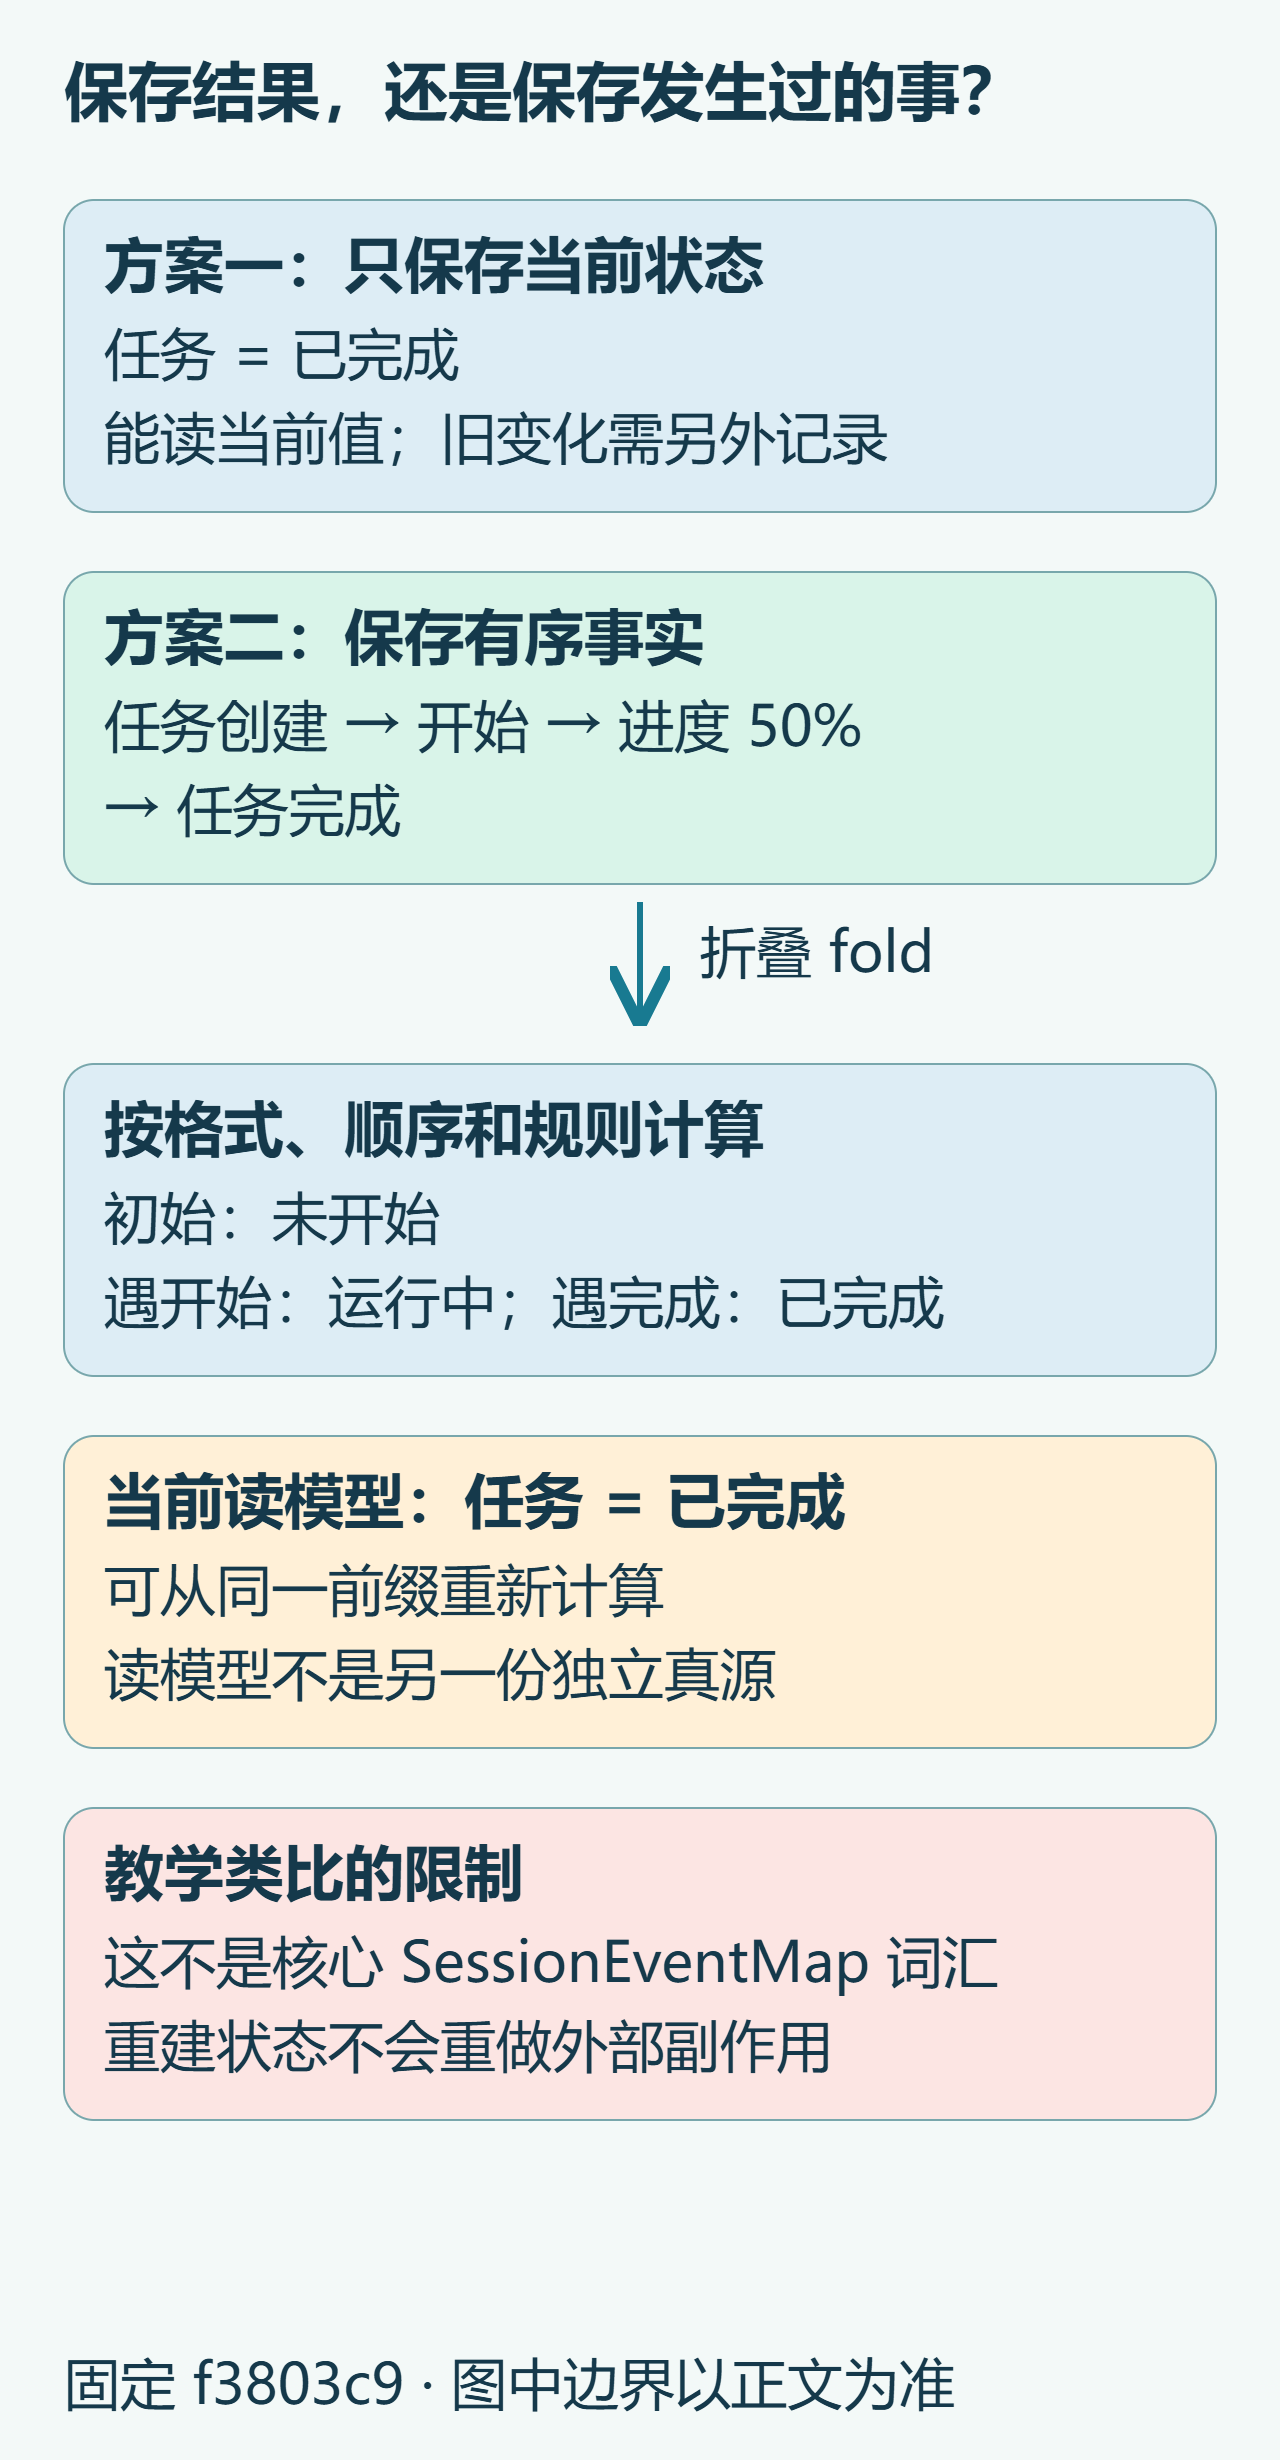 保存结果，还是保存发生过的事？
方案一：只保存当前状态
任务 = 已完成
能读当前值；旧变化需另外记录
方案二：保存有序事实
任务创建 → 开始 → 进度 50%
→ 任务完成
折叠 fold
按格式、顺序和规则计算
初始：未开始
遇开始：运行中；遇完成：已完成
当前读模型：任务 = 已完成
可从同一前缀重新计算
读模型不是另一份独立真源
教学类比的限制
这不是核心 SessionEventMap 词汇
重建状态不会重做外部副作用
固定 f3803c9 · 图中边界以正文为准